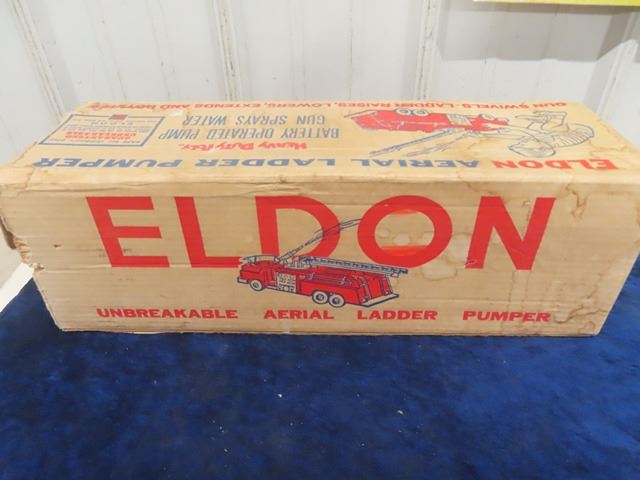 ELDON
UNBREAKABLE AERIAL LADDER PUMPER
ELDON AERIAL LADDER PUMPER
HEAVY DUTY
BATTERY OPERATED PUMP
GUN SPRAYS WATER
GUN SWIVELS LADDER RAISES, LOWERS, EXTENDS AND